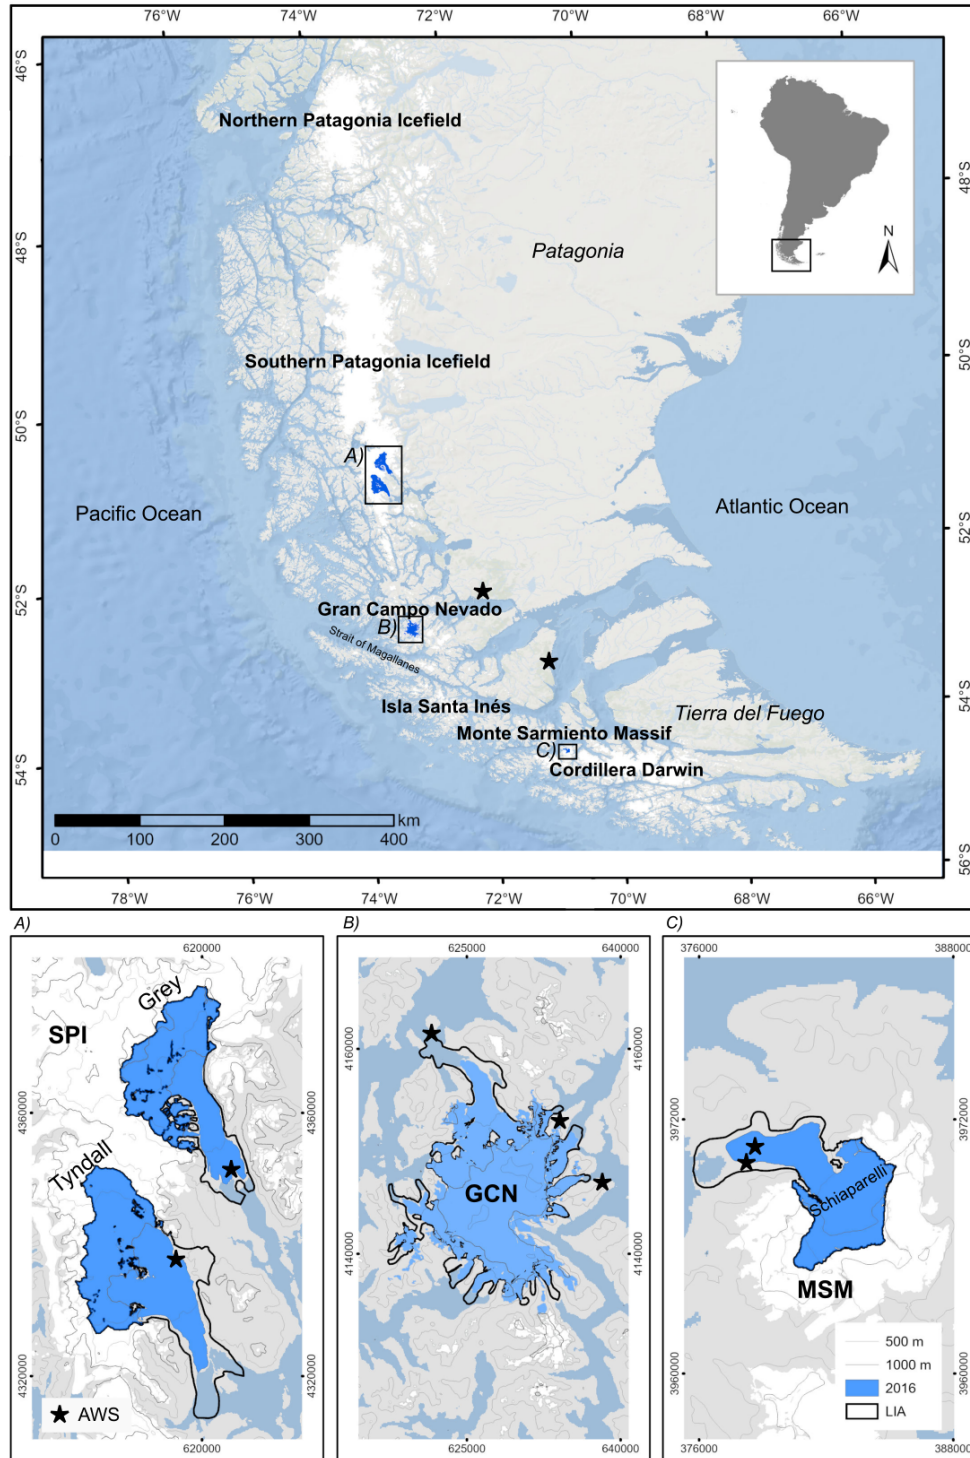 76°W 74°W 72°W 70°W 68°W 66°W
46°S
Northern Patagonia Icefield
N
48°S
48°S
Patagonia
Southern Patagonia Icefield
50°S
50°S
A)
Pacific Ocean
Atlantic Ocean
52°S
52°S
Gran Campo Nevado
B)
Strait of Magallanes
Isla Santa Inés
54°S
Tierra del Fuego
Monte Sarmiento Massif
C)
Cordillera Darwin
54°S
km
0 100 200 300 400
56°S
78°W 76°W 74°W 72°W 70°W 68°W 66°W
A)
620000
Grey
SPI
4360000
4360000
Tyndall
4320000
4320000
AWS
620000
B)
625000 640000
4160000
4160000
GCN
4140000
4140000
625000 640000
C)
376000 388000
3972000
3972000
Schiaparelli
MSM
500 m
1000 m
2016
LIA
3960000
3960000
376000 388000